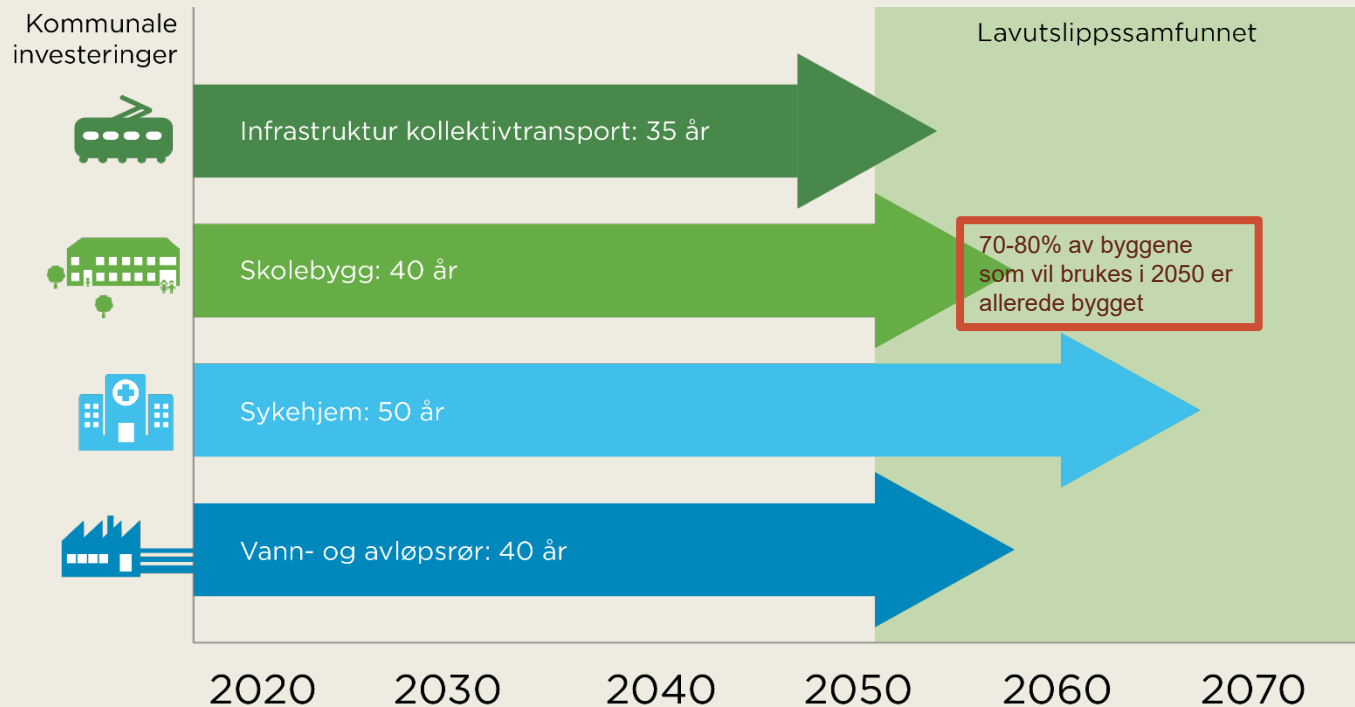 Kommunale
investeringer
Lavutslippssamfunnet
Infrastruktur kollektivtransport: 35 år
Skolebygg: 40 år
70-80% av byggene
som vil brukes i 2050 er
allerede bygget
Sykehjem: 50 år
Vann- og avløpsrør: 40 år
2020 2030 2040 2050 2060 2070